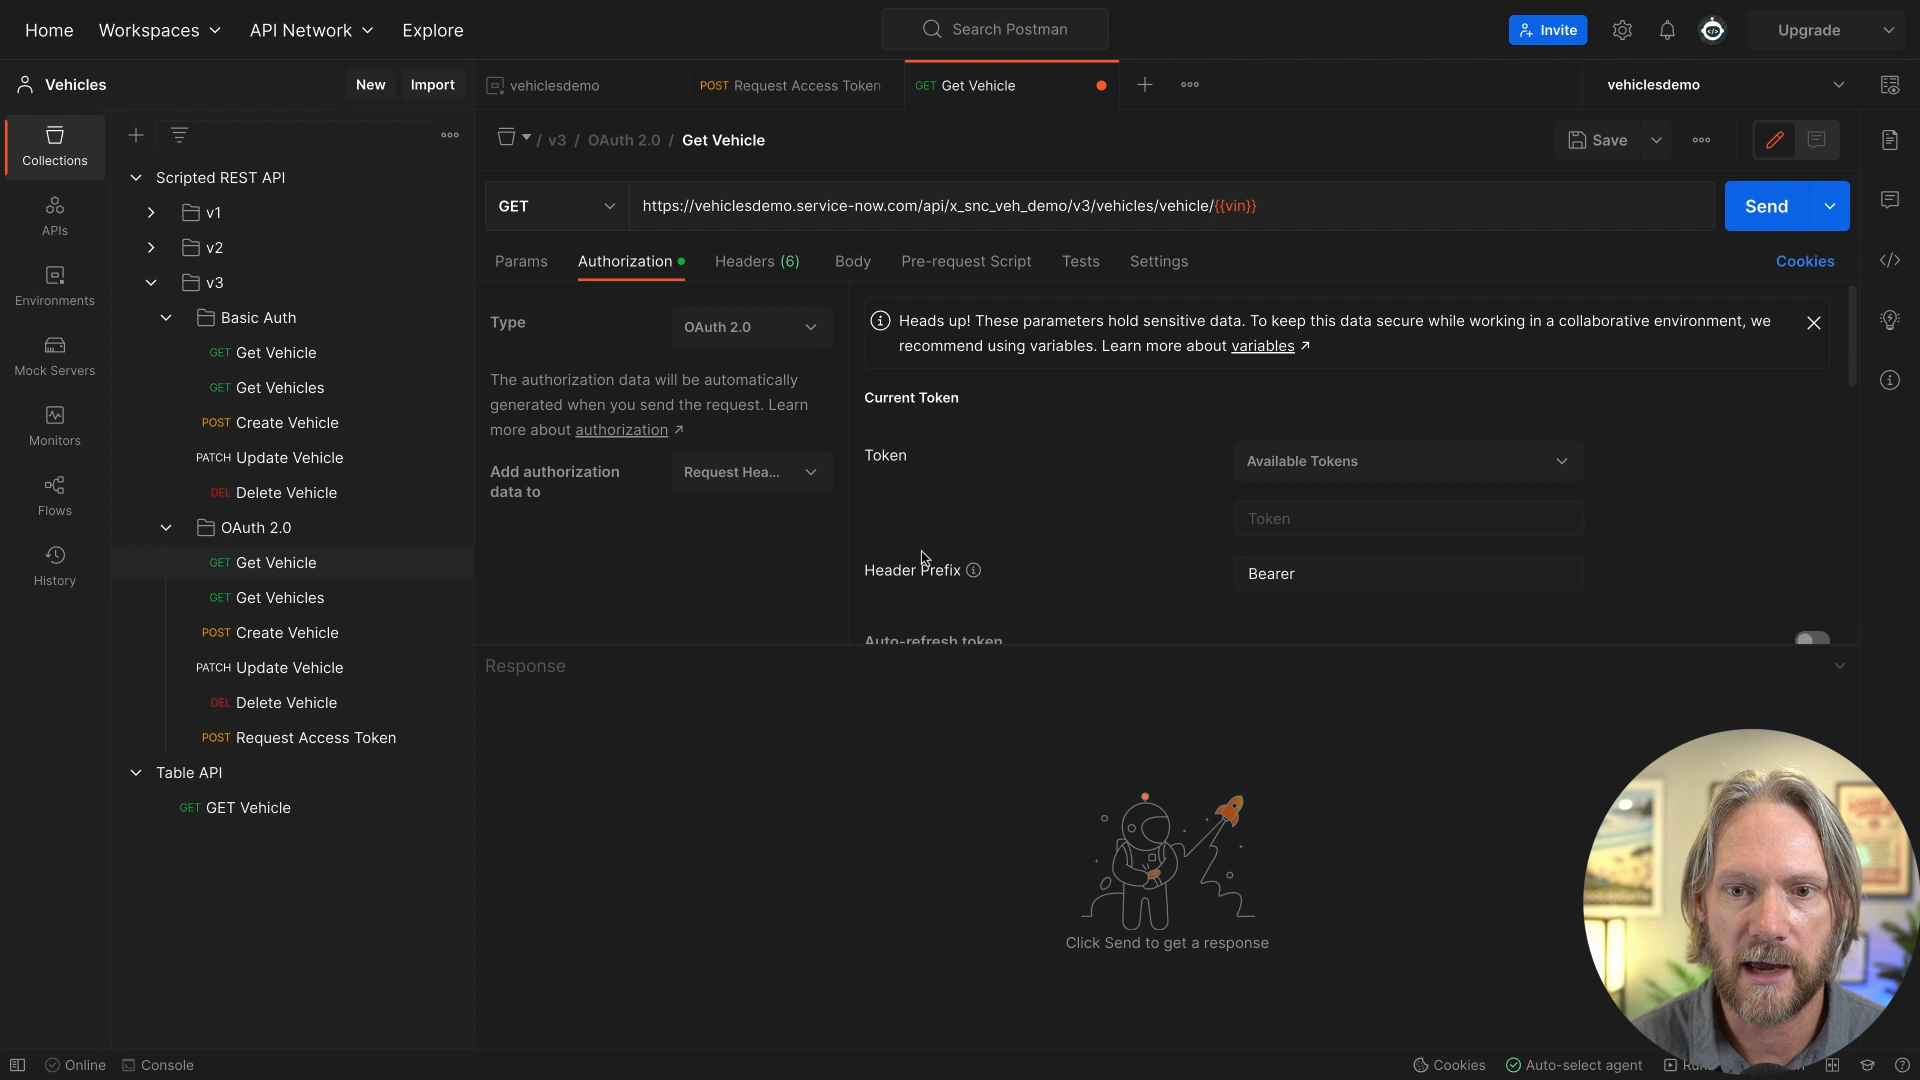 Home
Workspaces
API Network
Explore
Search Postman
Invite
Upgrade
Vehicles
New
Import
vehiclesdemo
POST Request Access Token
GET Get Vehicle
vehiclesdemo
Collections
APIs
Environments
Mock Servers
Monitors
Flows
History
Scripted REST API
v1
v2
v3
Basic Auth
GET Get Vehicle
GET Get Vehicles
POST Create Vehicle
PATCH Update Vehicle
DEL Delete Vehicle
OAuth 2.0
GET Get Vehicle
GET Get Vehicles
POST Create Vehicle
PATCH Update Vehicle
DEL Delete Vehicle
POST Request Access Token
Table API
GET GET Vehicle
/ v3 / OAuth 2.0 / Get Vehicle
Save
GET
https://vehiclesdemo.service-now.com/api/x_snc_veh_demo/v3/vehicles/vehicle/{{vin}}
Send
Params
Authorization
Headers (6)
Body
Pre-request Script
Tests
Settings
Cookies
Type
OAuth 2.0
The authorization data will be automatically
generated when you send the request. Learn
more about authorization ↗
Add authorization
data to
Request Hea...
Heads up! These parameters hold sensitive data. To keep this data secure while working in a collaborative environment, we
recommend using variables. Learn more about variables ↗
Current Token
Token
Available Tokens
Token
Header Prefix
Bearer
Auto-refresh token
Response
Click Send to get a response
Online
Console
Cookies
Auto-select agent